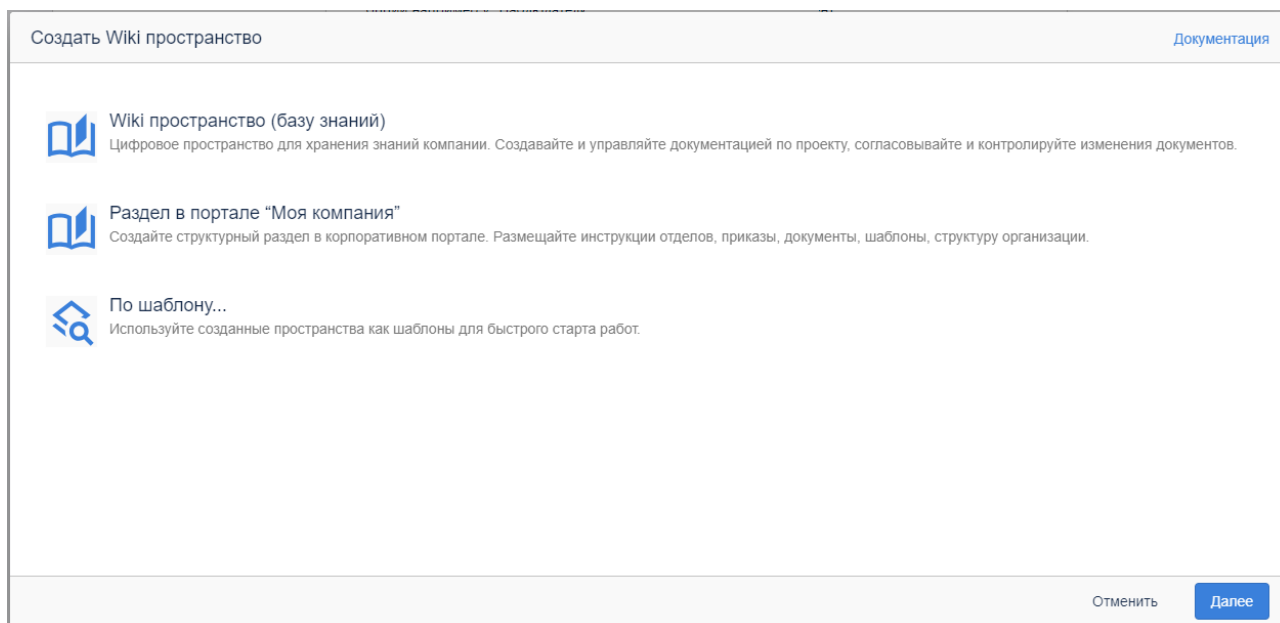 Создать Wiki пространство
Документация
Wiki пространство (базу знаний)
Цифровое пространство для хранения знаний компании. Создавайте и управляйте документацией по проекту, согласовывайте и контролируйте изменения документов.
Раздел в портале “Моя компания”
Создайте структурный раздел в корпоративном портале. Размещайте инструкции отделов, приказы, документы, шаблоны, структуру организации.
По шаблону...
Используйте созданные пространства как шаблоны для быстрого старта работ.
Отменить
Далее